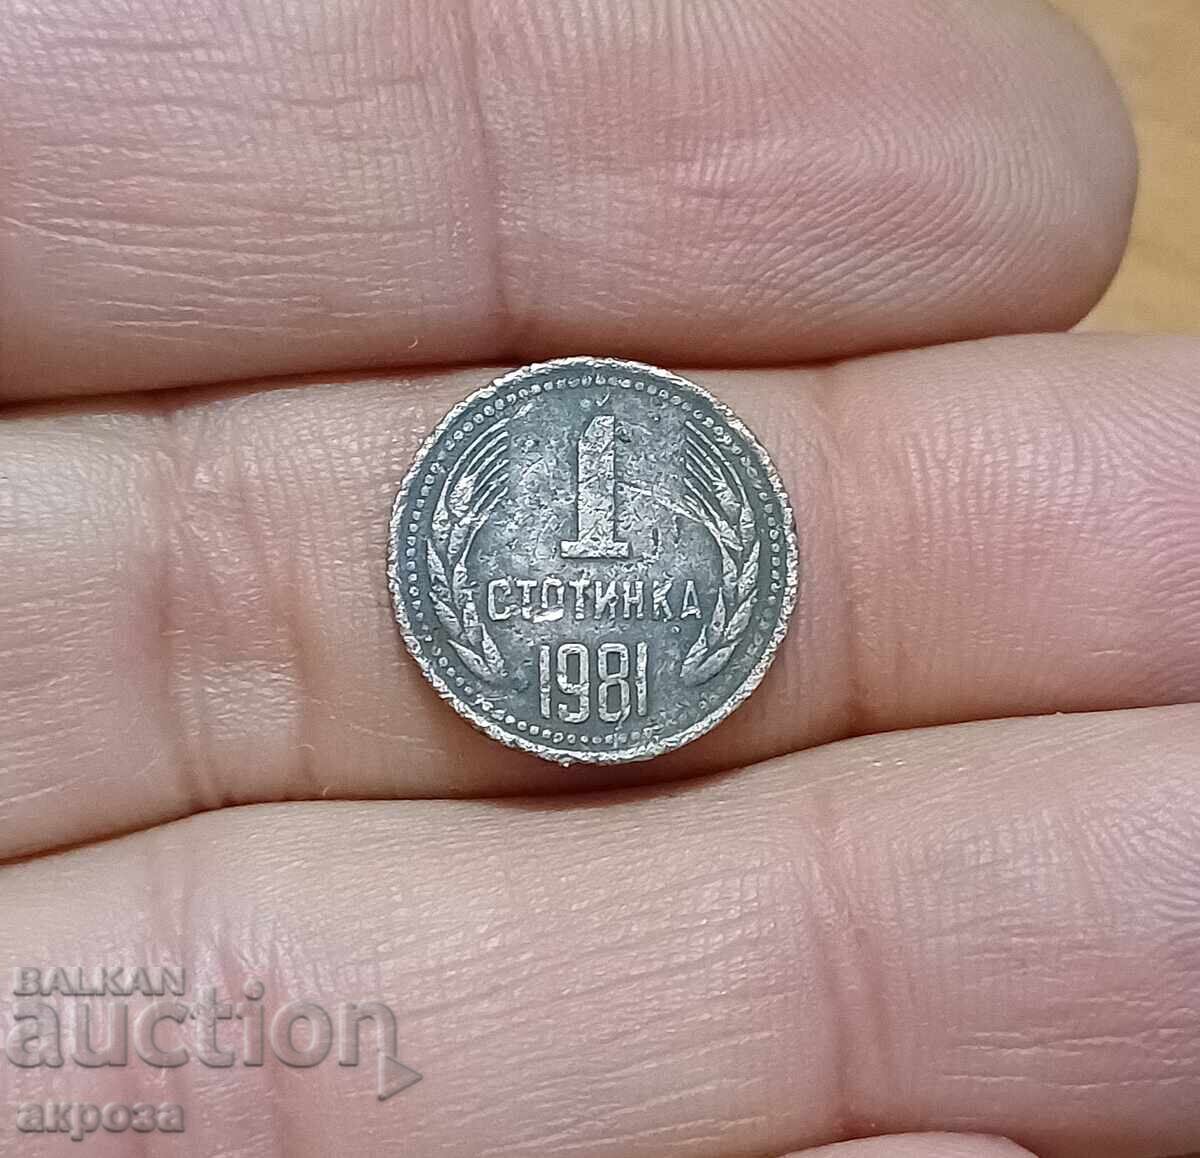 1
СТОТИНКА
1981
BALKAN
auction
акроза